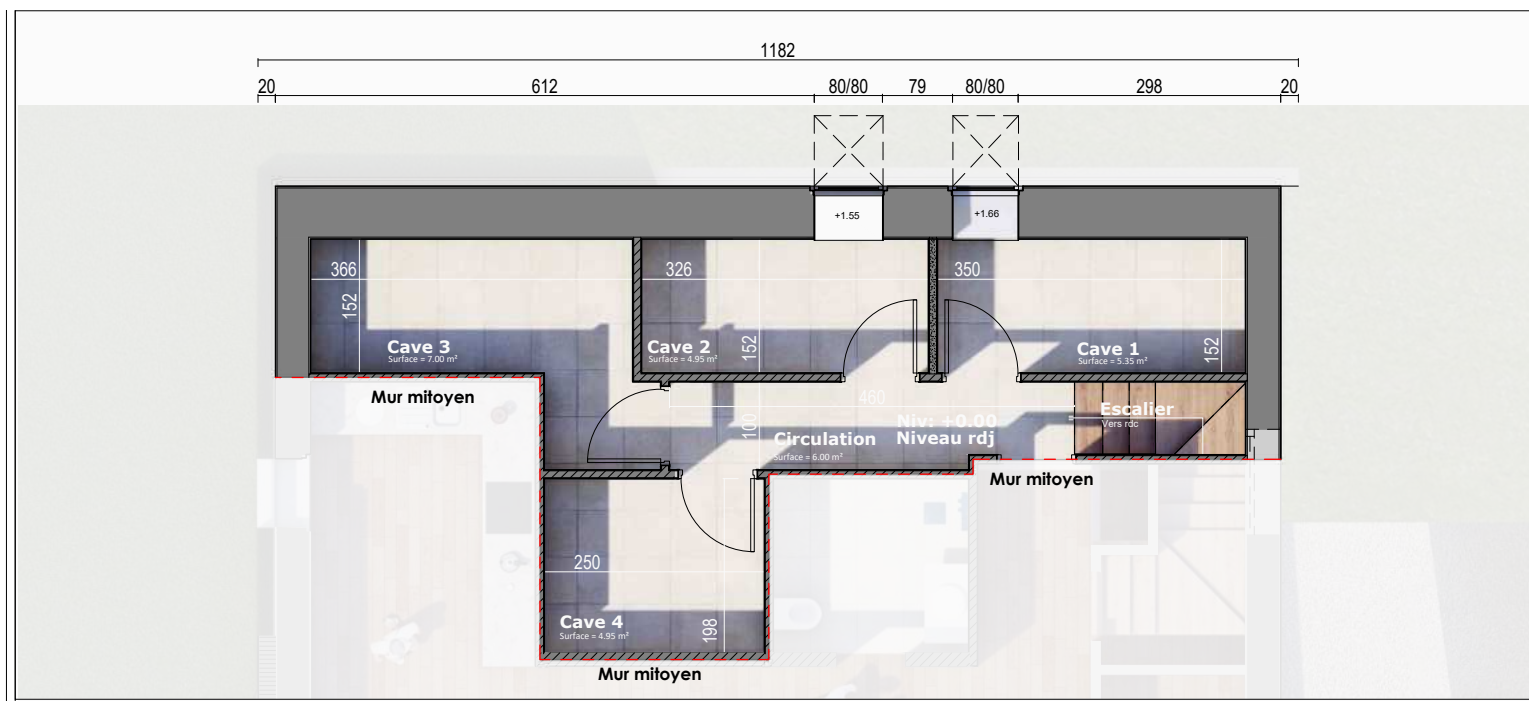 1182
20 612 80/80 79 80/80 298 20
+1.55 +1.66
366 326 350
152 152 152
Cave 3
Surface = 7.00 m²
Cave 2
Surface = 4.95 m²
Cave 1
Surface = 5.35 m²
Mur mitoyen
460
100
Circulation
Surface = 6.00 m²
Niv: +0.00
Niveau rdj
Escalier
Vers rdc
Mur mitoyen
250
198
Cave 4
Surface = 4.95 m²
Mur mitoyen